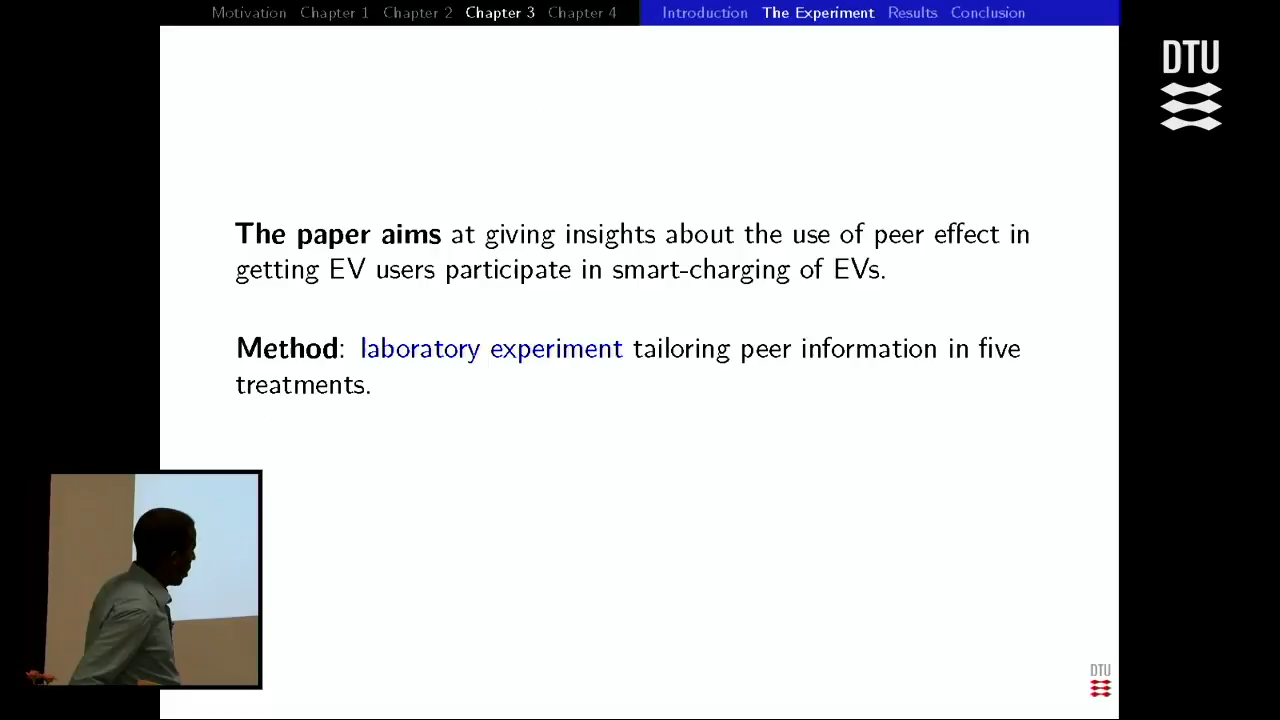 Motivation Chapter 1 Chapter 2 Chapter 3 Chapter 4 Introduction The Experiment Results Conclusion
DTU
The paper aims at giving insights about the use of peer effect in
getting EV users participate in smart-charging of EVs.
Method: laboratory experiment tailoring peer information in five
treatments.
DTU